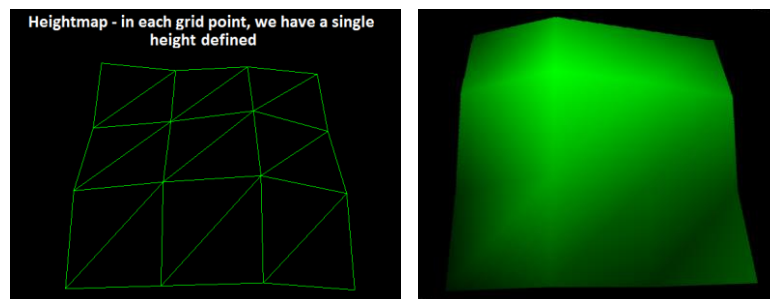 Heightmap - in each grid point, we have a single
height defined